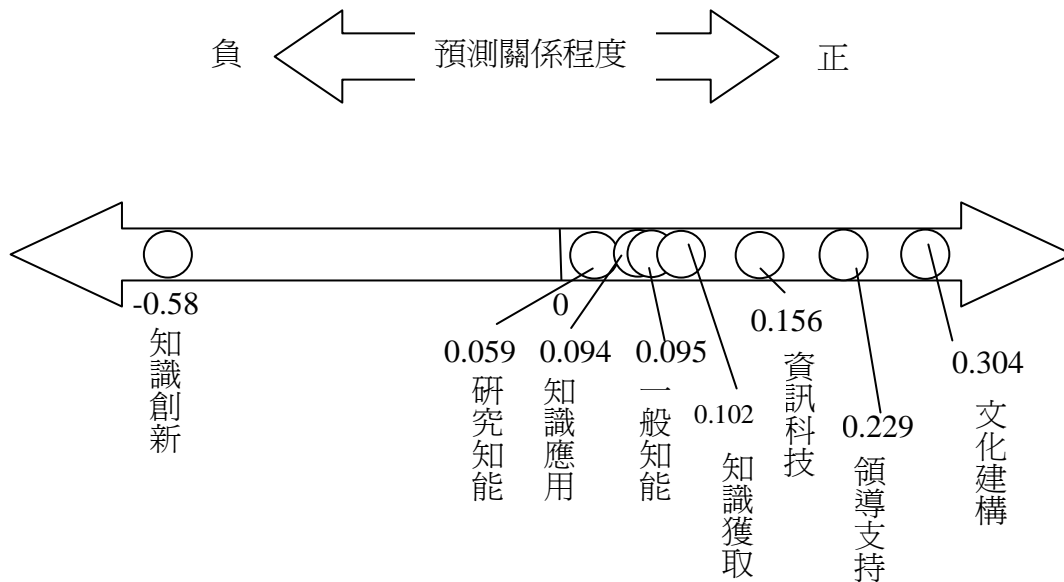 負 預測關係程度 正
-0.58
知識創新
0
0.059
研究知能
0.094
知識應用
0.095
一般知能
0.102
知識獲取
0.156
資訊科技
0.229
領導支持
0.304
文化建構